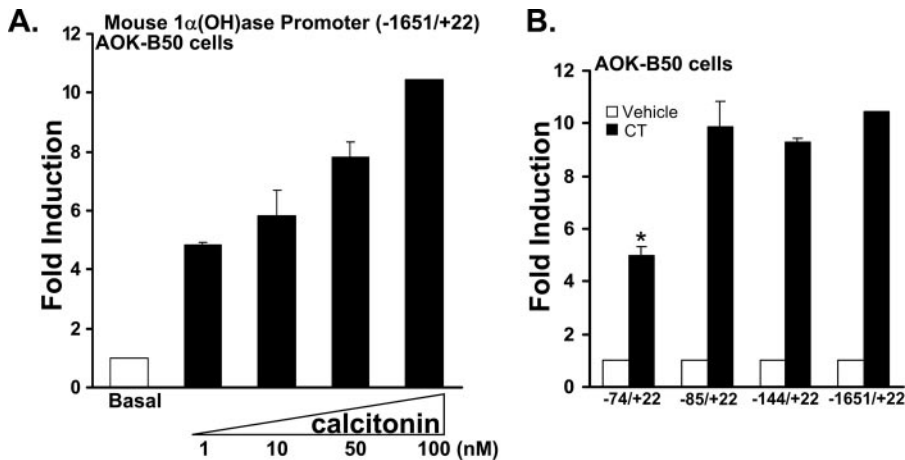 A.
Mouse 1α(OH)ase Promoter (-1651/+22)
AOK-B50 cells
Fold Induction
12
10
8
6
4
2
0
Basal
calcitonin
1 10 50 100 (nM)
B.
AOK-B50 cells
Fold Induction
12
10
8
6
4
2
0
Vehicle
CT
*
-74/+22 -85/+22 -144/+22 -1651/+22